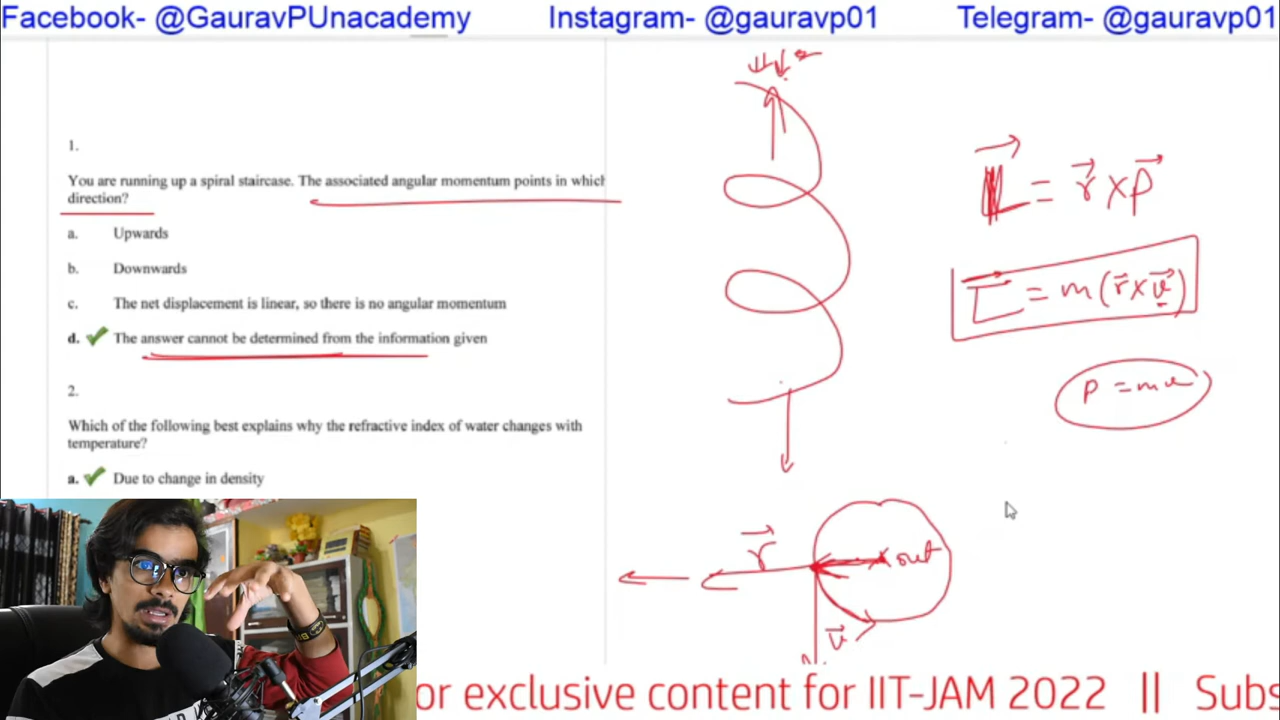 Facebook- @GauravPUnacademy Instagram- @gauravp01 Telegram- @gauravp01
1.
You are running up a spiral staircase. The associated angular momentum points in which
direction?
a. Upwards
b. Downwards
c. The net displacement is linear, so there is no angular momentum
d. The answer cannot be determined from the information given
2.
Which of the following best explains why the refractive index of water changes with
temperature?
a. Due to change in density
L = r × p
L = m(r × v)
p = mv
r
out
v
or exclusive content for IIT-JAM 2022 || Subs